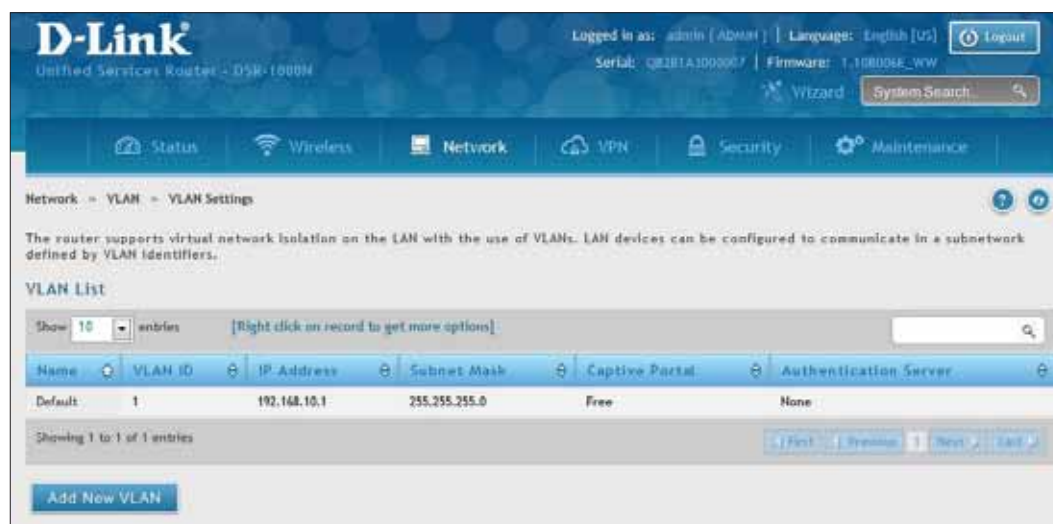 D-Link
Logged in as: admin ( ADMIN ) | Language: English [US]
Logout
Unified Services Router - DSR-1000N
Serial: | Firmware:
Wizard
System Search
Status
Wireless
Network
VPN
Security
Maintenance
Network » VLAN » VLAN Settings
The router supports virtual network isolation on the LAN with the use of VLANs. LAN devices can be configured to communicate in a subnetwork
defined by VLAN identifiers.
VLAN List
Show 10 entries
[Right click on record to get more options]
Name VLAN ID IP Address Subnet Mask Captive Portal Authentication Server
Default 1 192.168.10.1 255.255.255.0 Free None
Showing 1 to 1 of 1 entries
First Previous 1 Next Last
Add New VLAN